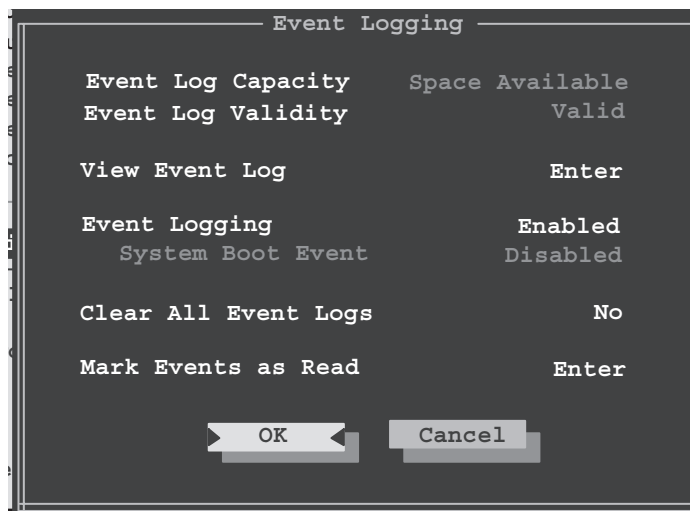 Event Logging
Event Log Capacity Space Available
Event Log Validity Valid
View Event Log Enter
Event Logging Enabled
System Boot Event Disabled
Clear All Event Logs No
Mark Events as Read Enter
OK Cancel